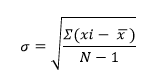 σ = √(Σ(xi − x̅) / (N − 1))